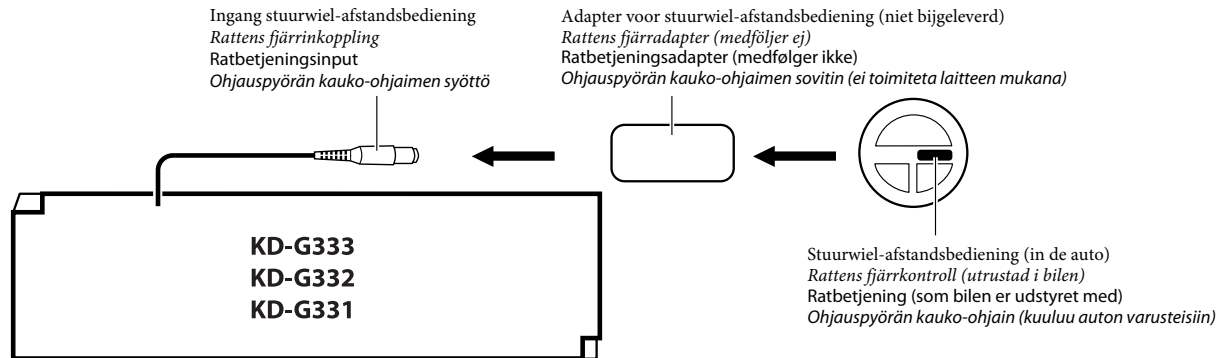 Ingang stuurwiel-afstandsbediening
Rattens fjärrinkoppling
Ratbetjeningsinput
Ohjauspyörän kauko-ohjaimen syöttö
Adapter voor stuurwiel-afstandsbediening (niet bijgeleverd)
Rattens fjärradapter (medföljer ej)
Ratbetjeningsadapter (medfølger ikke)
Ohjauspyörän kauko-ohjaimen sovitin (ei toimiteta laitteen mukana)
KD-G333
KD-G332
KD-G331
Stuurwiel-afstandsbediening (in de auto)
Rattens fjärrkontroll (utrustad i bilen)
Ratbetjening (som bilen er udstyret med)
Ohjauspyörän kauko-ohjain (kuuluu auton varusteisiin)